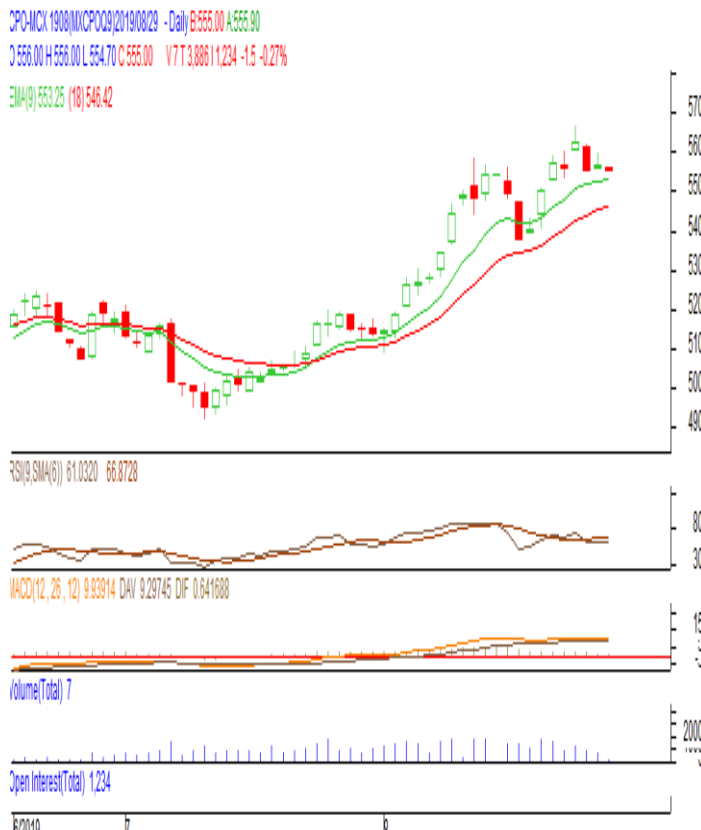 CPO-MCX 1908(MXCPOQ9)2019/08/29 - Daily B:555.00 A:555.90
O 556.00 H 556.00 L 554.70 C 555.00 V 7 T 3,886 I 1,234 -1.5 -0.27%
EMA(9) 553.25 (18) 546.42
570
560
550
540
530
520
510
500
490
RSI(9,SMA(6)) 61.0320 66.8728
80
30
MACD(12, 26, 12) 9.93914 DAV 9.29745 DIF 0.641688
15
Volume(Total) 7
2000
Open Interest(Total) 1,234
6/2019 7 8